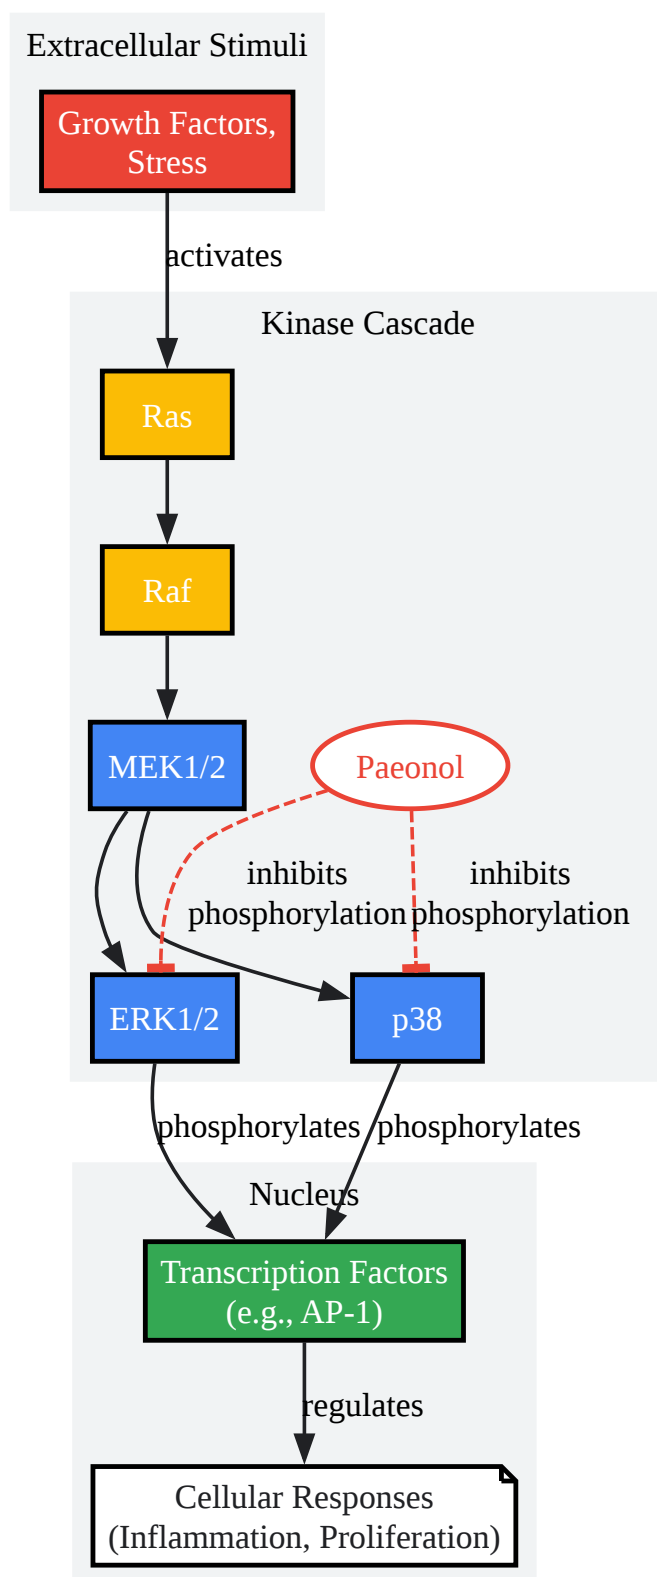 Extracellular Stimuli
Growth Factors,
Stress
activates
Kinase Cascade
Ras
Raf
MEK1/2
Paeonol
inhibits
phosphorylation
inhibits
phosphorylation
ERK1/2
p38
phosphorylates
phosphorylates
Nucleus
Transcription Factors
(e.g., AP-1)
regulates
Cellular Responses
(Inflammation, Proliferation)